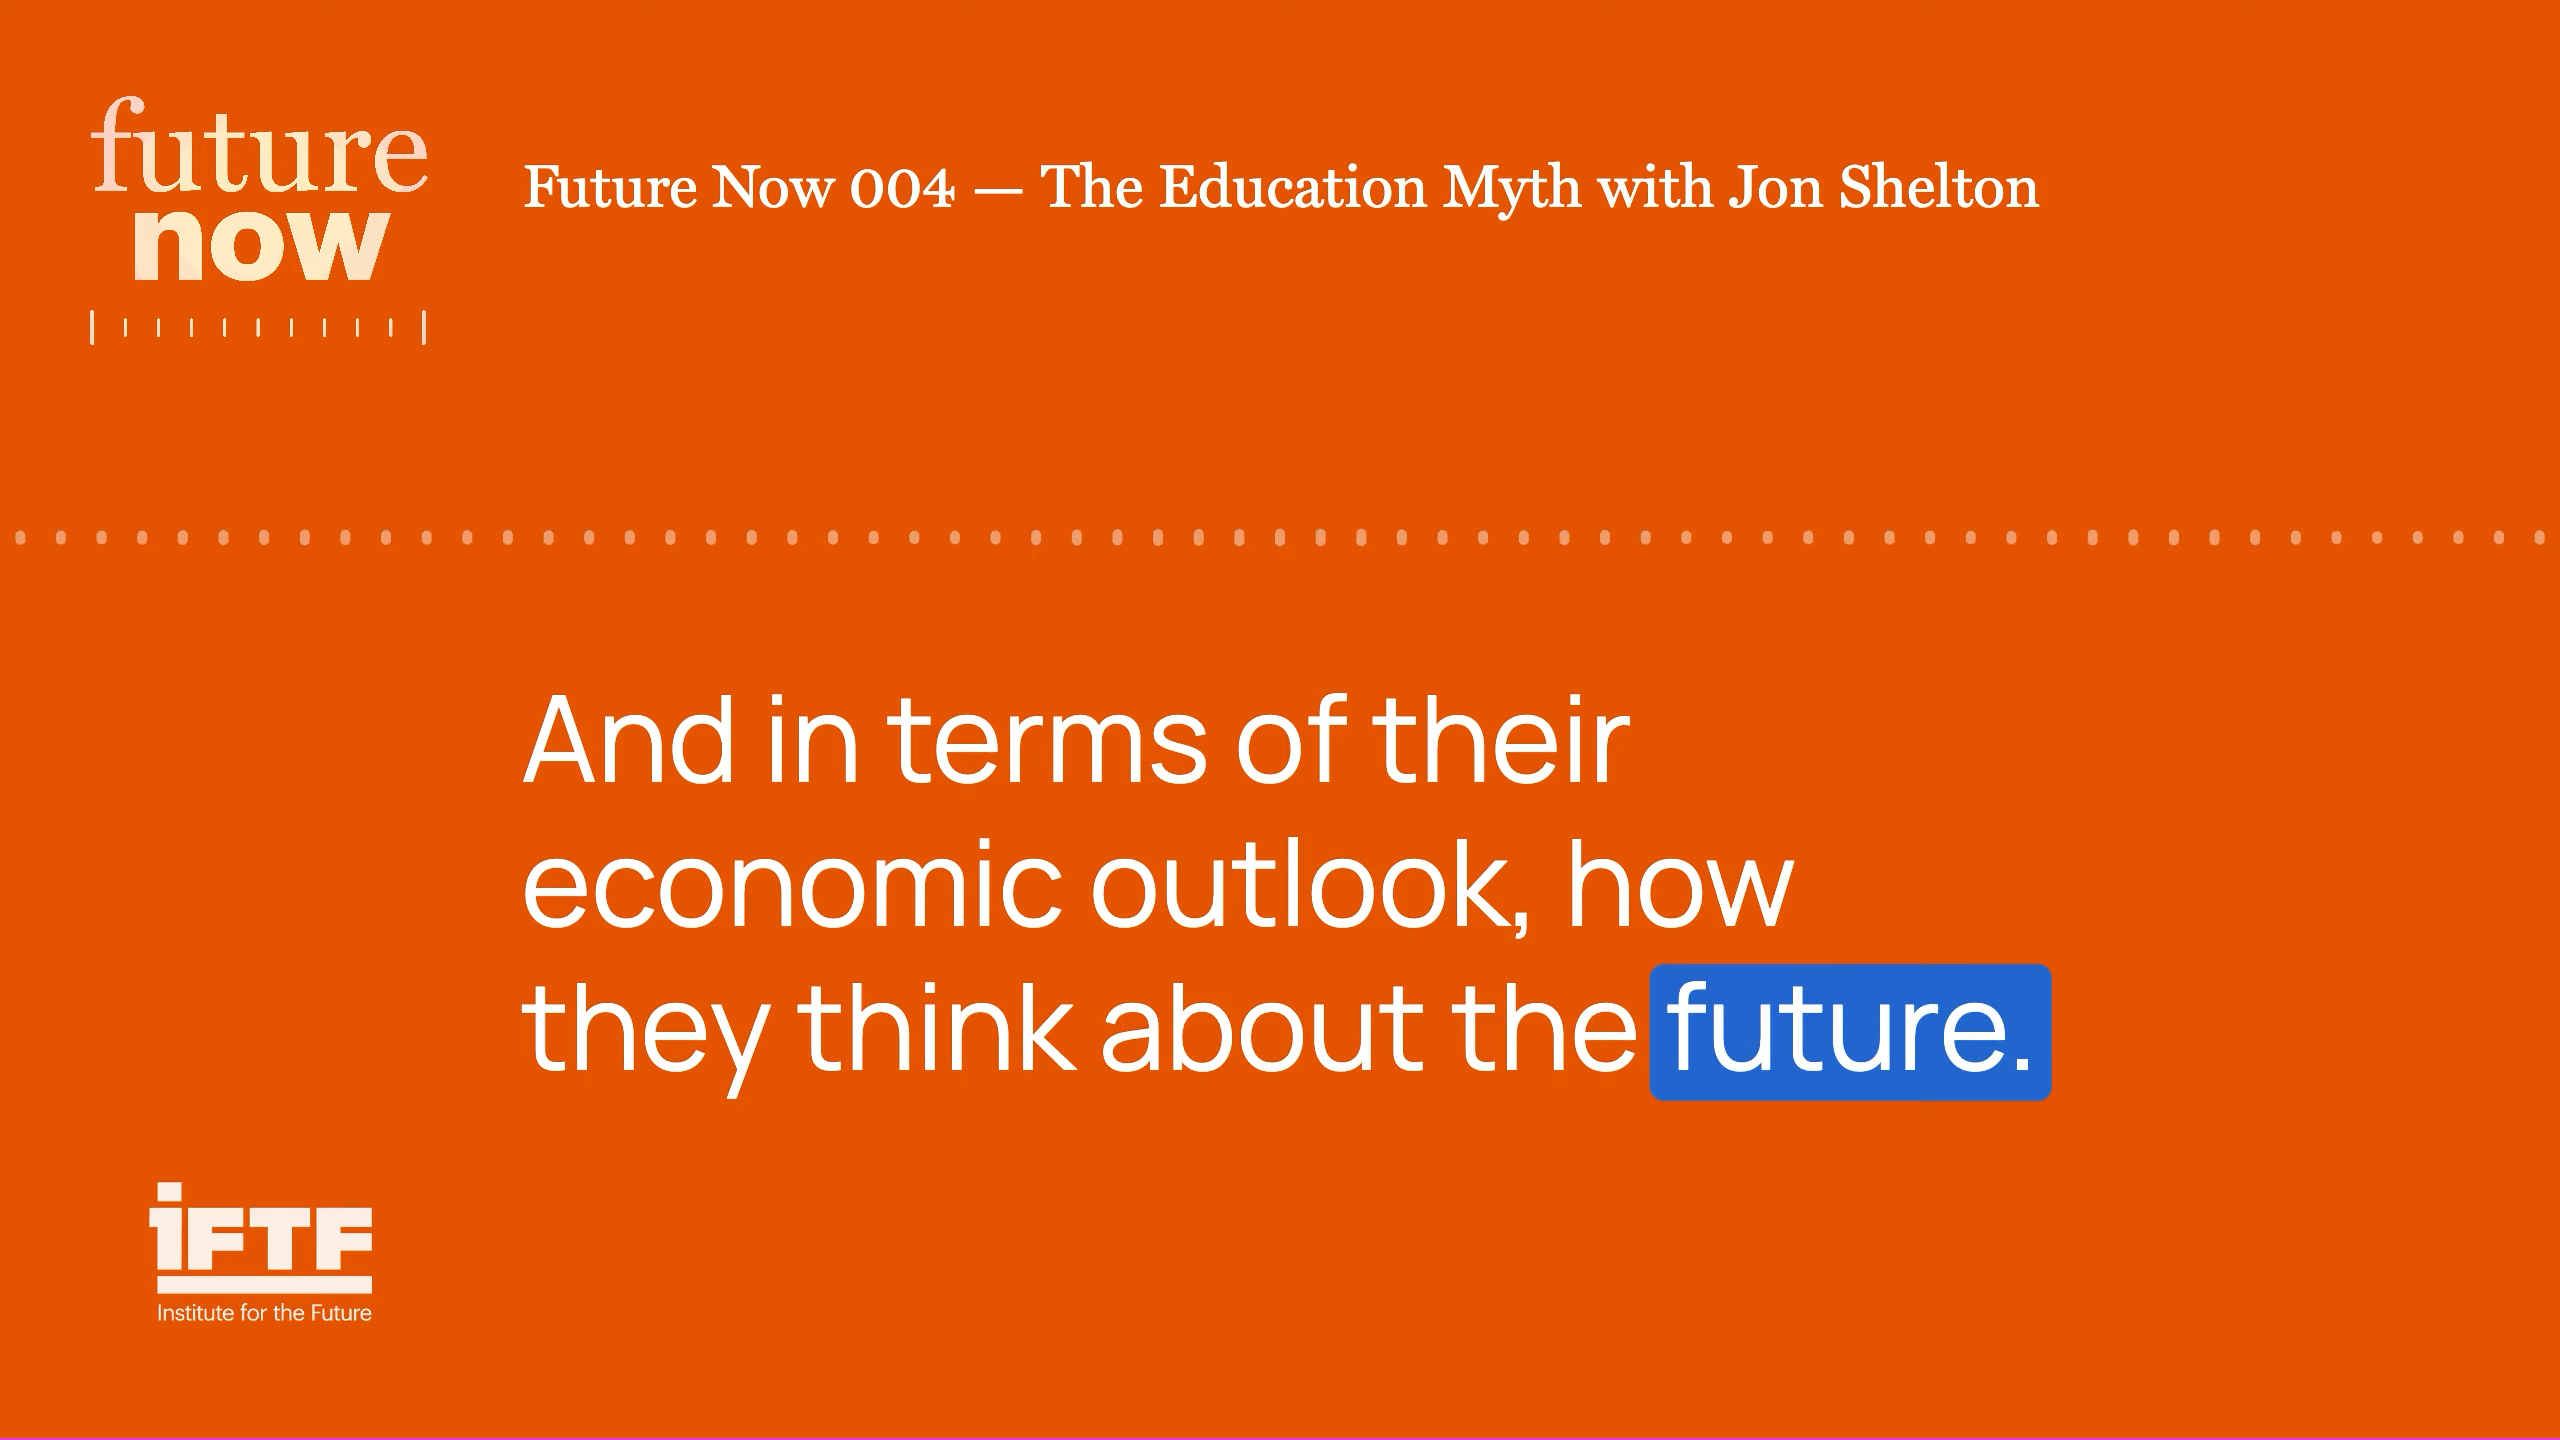 future
now
Future Now 004 — The Education Myth with Jon Shelton
And in terms of their
economic outlook, how
they think about the future.
iFTF
Institute for the Future